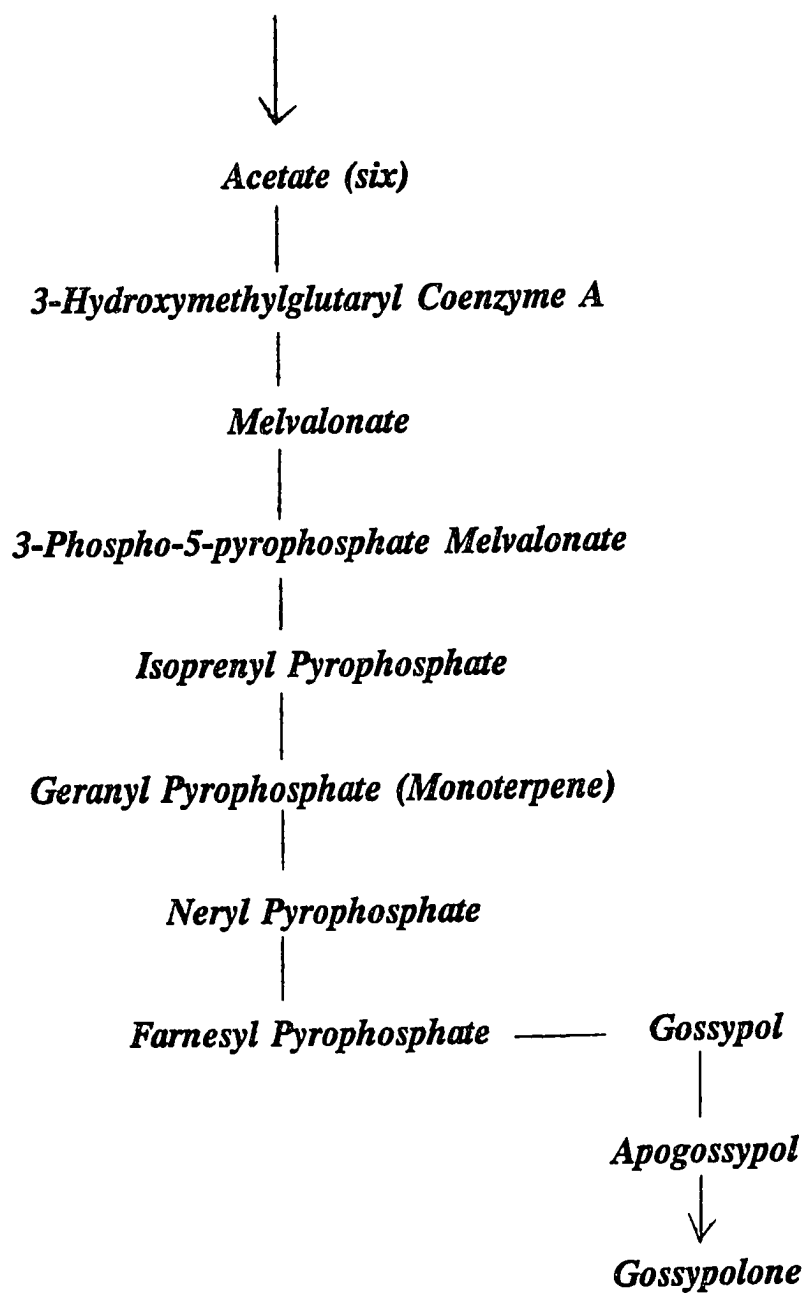 Acetate (six)
3-Hydroxymethylglutaryl Coenzyme A
Melvalonate
3-Phospho-5-pyrophosphate Melvalonate
Isoprenyl Pyrophosphate
Geranyl Pyrophosphate (Monoterpene)
Neryl Pyrophosphate
Farnesyl Pyrophosphate Gossypol
Apogossypol
Gossypolone